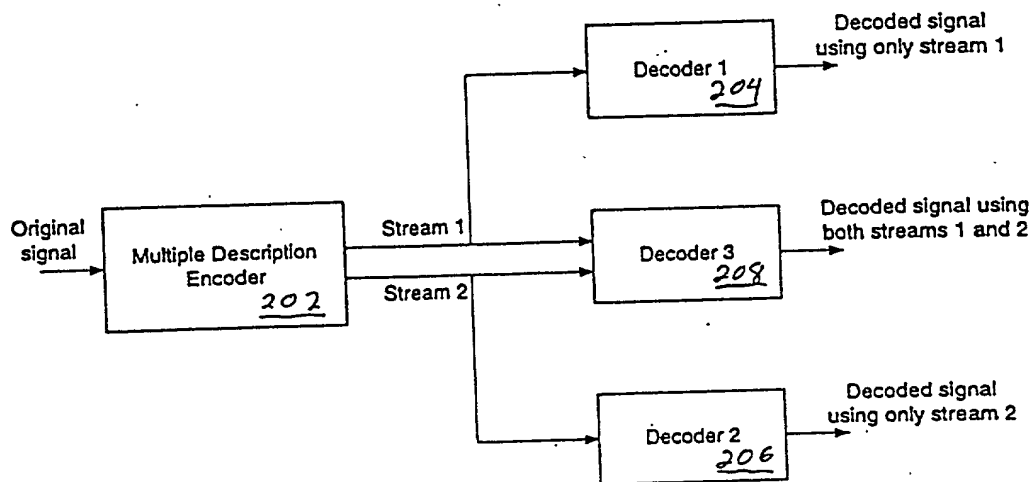 Decoded signal
using only stream 1
Decoder 1
204
Original
signal
Multiple Description
Encoder
202
Stream 1
Stream 2
Decoder 3
208
Decoded signal using
both streams 1 and 2
Decoder 2
206
Decoded signal
using only stream 2